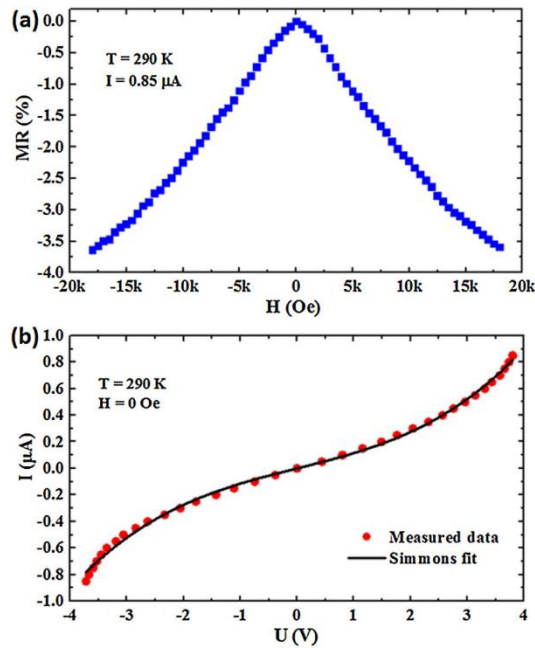 (a)
0.0
-0.5
-1.0
-1.5
-2.0
-2.5
-3.0
-3.5
-4.0
MR (%)
T = 290 K
I = 0.85 μA
-20k -15k -10k -5k 0 5k 10k 15k 20k
H (Oe)
(b)
1.0
0.8
0.6
0.4
0.2
0.0
-0.2
-0.4
-0.6
-0.8
-1.0
I (μA)
T = 290 K
H = 0 Oe
Measured data
Simmons fit
-4 -3 -2 -1 0 1 2 3 4
U (V)